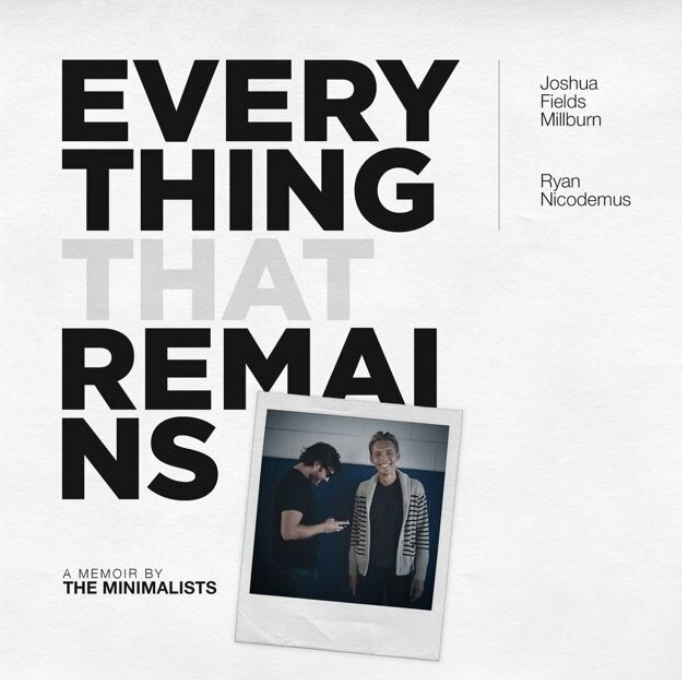 EVERY
THING
THAT
REMAI
NS
Joshua
Fields
Millburn
Ryan
Nicodemus
A MEMOIR BY
THE MINIMALISTS